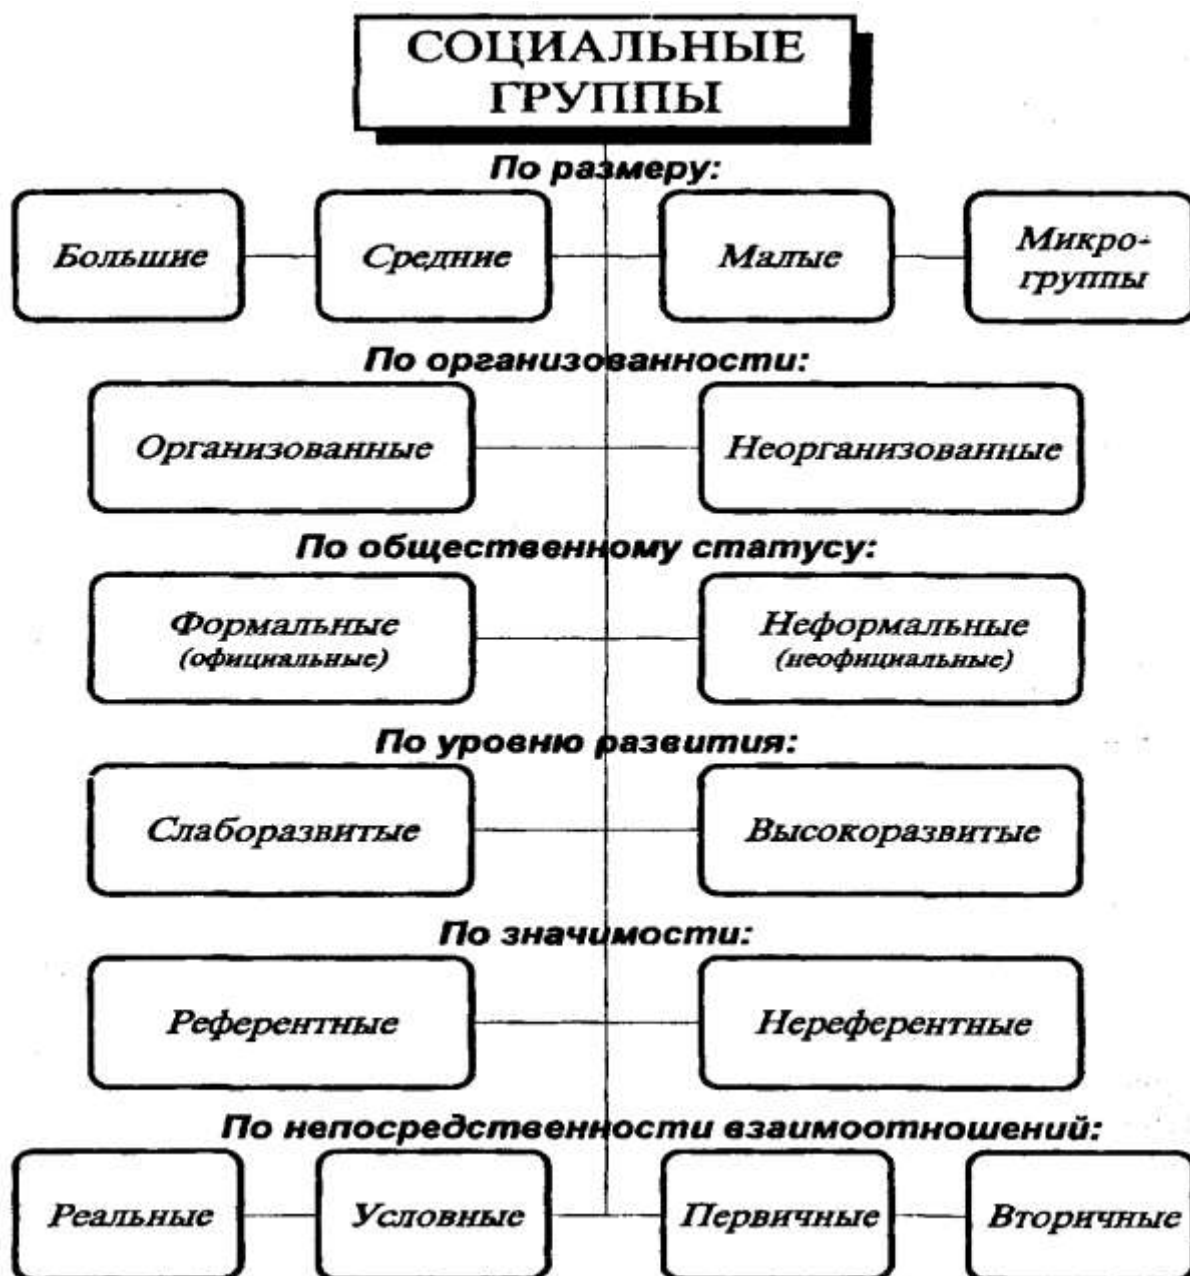 СОЦИАЛЬНЫЕ
ГРУППЫ
По размеру:
Большие
Средние
Малые
Микро-
группы
По организованности:
Организованные
Неорганизованные
По общественному статусу:
Формальные
(официальные)
Неформальные
(неофициальные)
По уровню развития:
Слаборазвитые
Высокоразвитые
По значимости:
Референтные
Нереферентные
По непосредственности взаимоотношений:
Реальные
Условные
Первичные
Вторичные